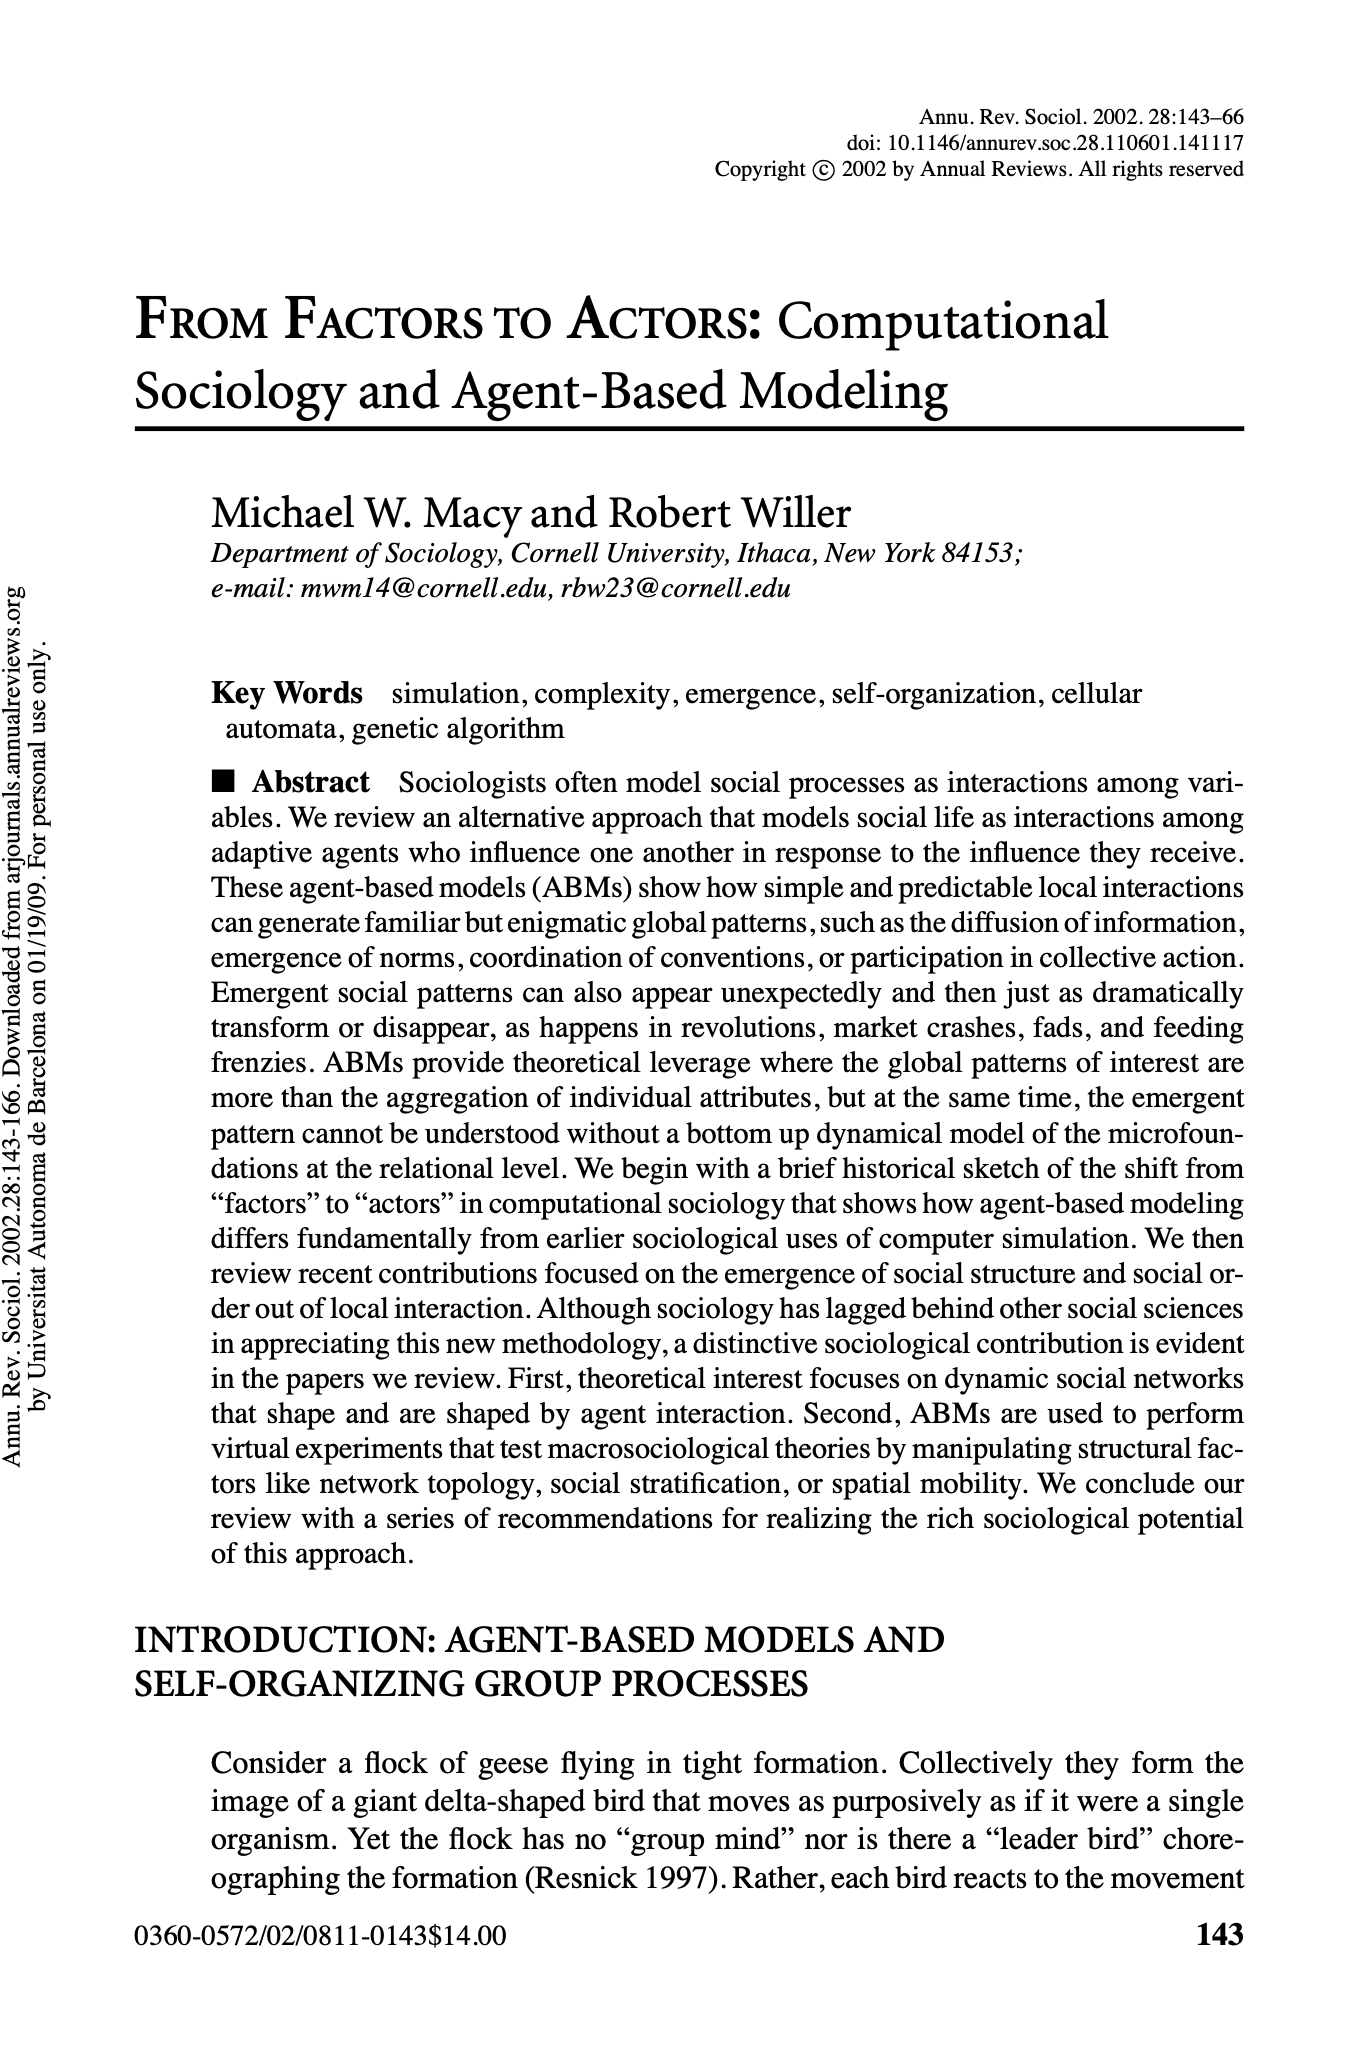 Annu. Rev. Sociol. 2002. 28:143–66
doi: 10.1146/annurev.soc.28.110601.141117
Copyright © 2002 by Annual Reviews. All rights reserved
FROM FACTORS TO ACTORS: Computational
Sociology and Agent-Based Modeling
Michael W. Macy and Robert Willer
Department of Sociology, Cornell University, Ithaca, New York 84153;
e-mail: mwm14@cornell.edu, rbw23@cornell.edu
Key Words simulation, complexity, emergence, self-organization, cellular
automata, genetic algorithm
■ Abstract Sociologists often model social processes as interactions among vari-
ables. We review an alternative approach that models social life as interactions among
adaptive agents who influence one another in response to the influence they receive.
These agent-based models (ABMs) show how simple and predictable local interactions
can generate familiar but enigmatic global patterns, such as the diffusion of information,
emergence of norms, coordination of conventions, or participation in collective action.
Emergent social patterns can also appear unexpectedly and then just as dramatically
transform or disappear, as happens in revolutions, market crashes, fads, and feeding
frenzies. ABMs provide theoretical leverage where the global patterns of interest are
more than the aggregation of individual attributes, but at the same time, the emergent
pattern cannot be understood without a bottom up dynamical model of the microfoun-
dations at the relational level. We begin with a brief historical sketch of the shift from
“factors” to “actors” in computational sociology that shows how agent-based modeling
differs fundamentally from earlier sociological uses of computer simulation. We then
review recent contributions focused on the emergence of social structure and social or-
der out of local interaction. Although sociology has lagged behind other social sciences
in appreciating this new methodology, a distinctive sociological contribution is evident
in the papers we review. First, theoretical interest focuses on dynamic social networks
that shape and are shaped by agent interaction. Second, ABMs are used to perform
virtual experiments that test macrosociological theories by manipulating structural fac-
tors like network topology, social stratification, or spatial mobility. We conclude our
review with a series of recommendations for realizing the rich sociological potential
of this approach.
INTRODUCTION: AGENT-BASED MODELS AND
SELF-ORGANIZING GROUP PROCESSES
Consider a flock of geese flying in tight formation. Collectively they form the
image of a giant delta-shaped bird that moves as purposively as if it were a single
organism. Yet the flock has no “group mind” nor is there a “leader bird” chore-
ographing the formation (Resnick 1997). Rather, each bird reacts to the movement
0360-0572/02/0811-0143$14.00
143
Annu. Rev. Sociol. 2002.28:143-166. Downloaded from arjournals.annualreviews.org
by Universitat Autonoma de Barcelona on 01/19/09. For personal use only.